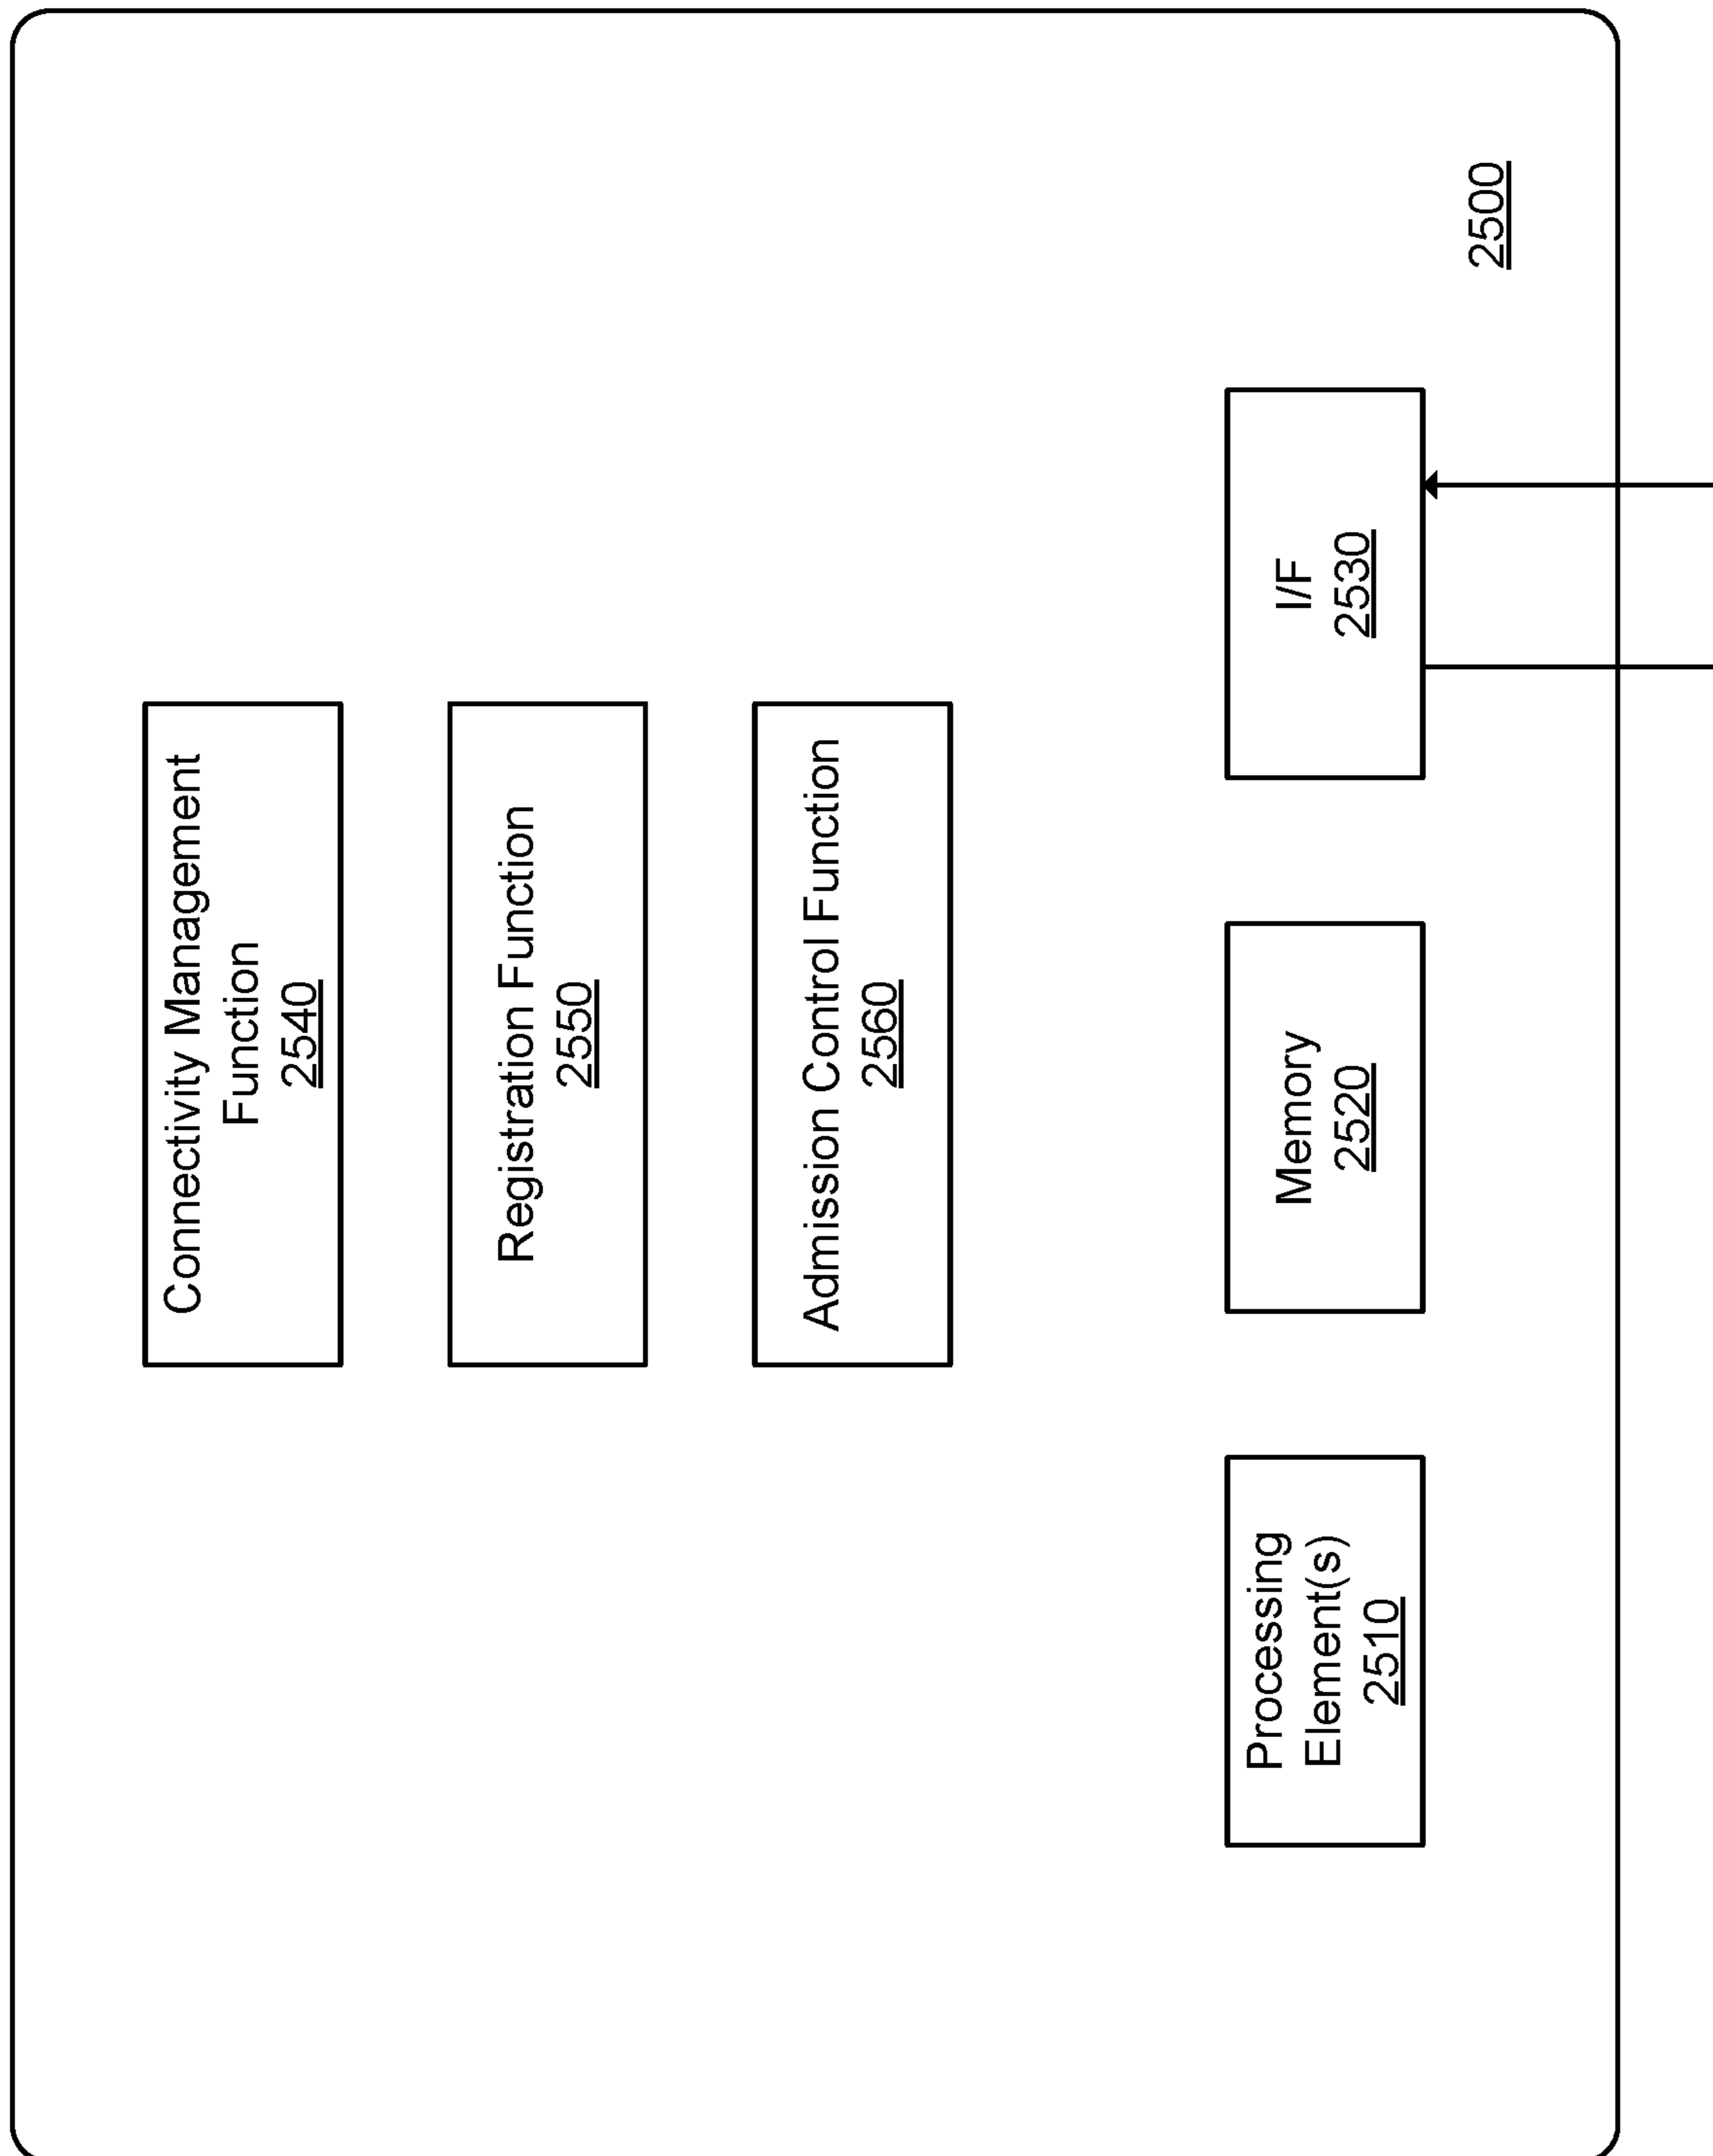 Connectivity Management
Function
2540
Registration Function
2550
Admission Control Function
2560
Processing
Element(s)
2510
Memory
2520
I/F
2530
2500